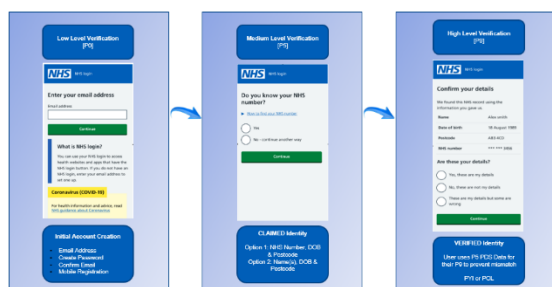 Low Level Verification
[P0]
NHS NHS login
Enter your email address
Email address
Continue
What is NHS login?
You can use your NHS login to access
health websites and apps that have the
NHS login button. If you do not have an
NHS login, enter your email address to
set one up.
Coronavirus (COVID-19)
For health information and advice, read
NHS guidance about coronavirus
Initial Account Creation
Email Address
Create Password
Confirm Email
Mobile Registration
Medium Level Verification
[P5]
NHS NHS login
Do you know your NHS
number?
How to find your NHS number
Yes
No - continue another way
Continue
CLAIMED Identity
Option 1: NHS Number, DOB
& Postcode
Option 2: Name(s), DOB &
Postcode
High Level Verification
[P9]
NHS NHS login
Confirm your details
We found this NHS record using the
information you gave us.
Name Alex smith
Date of birth August
Postcode
NHS number
Are these your details?
Yes, these are my details
No, these are not my details
These are my details but some are
wrong
Continue
VERIFIED Identity
User uses P5 PDS Data for
their P9 to prevent mismatch
PYI or POL